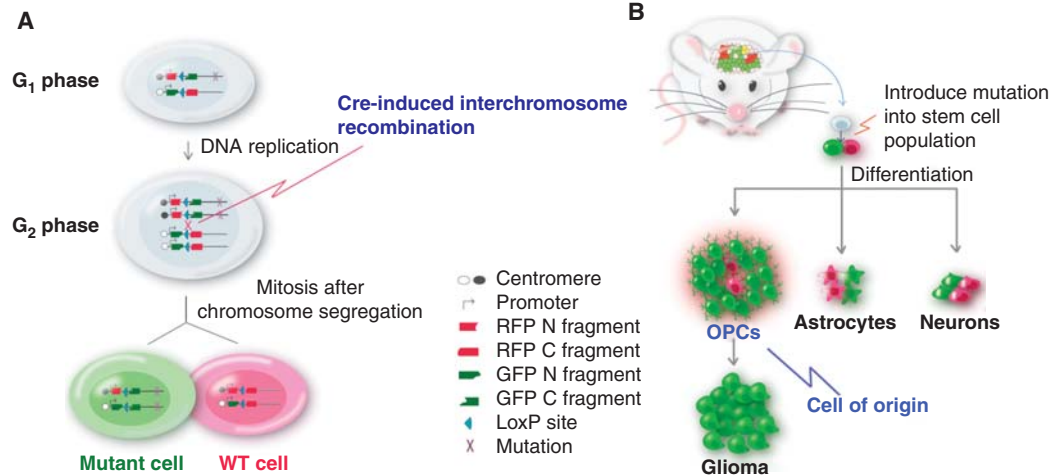 A
G1 phase
Cre-induced interchromosome
recombination
DNA replication
G2 phase
Mitosis after
chromosome segregation
Mutant cell
WT cell
Centromere
Promoter
RFP N fragment
RFP C fragment
GFP N fragment
GFP C fragment
LoxP site
Mutation
B
Introduce mutation
into stem cell
population
Differentiation
OPCs
Astrocytes
Neurons
Cell of origin
Glioma